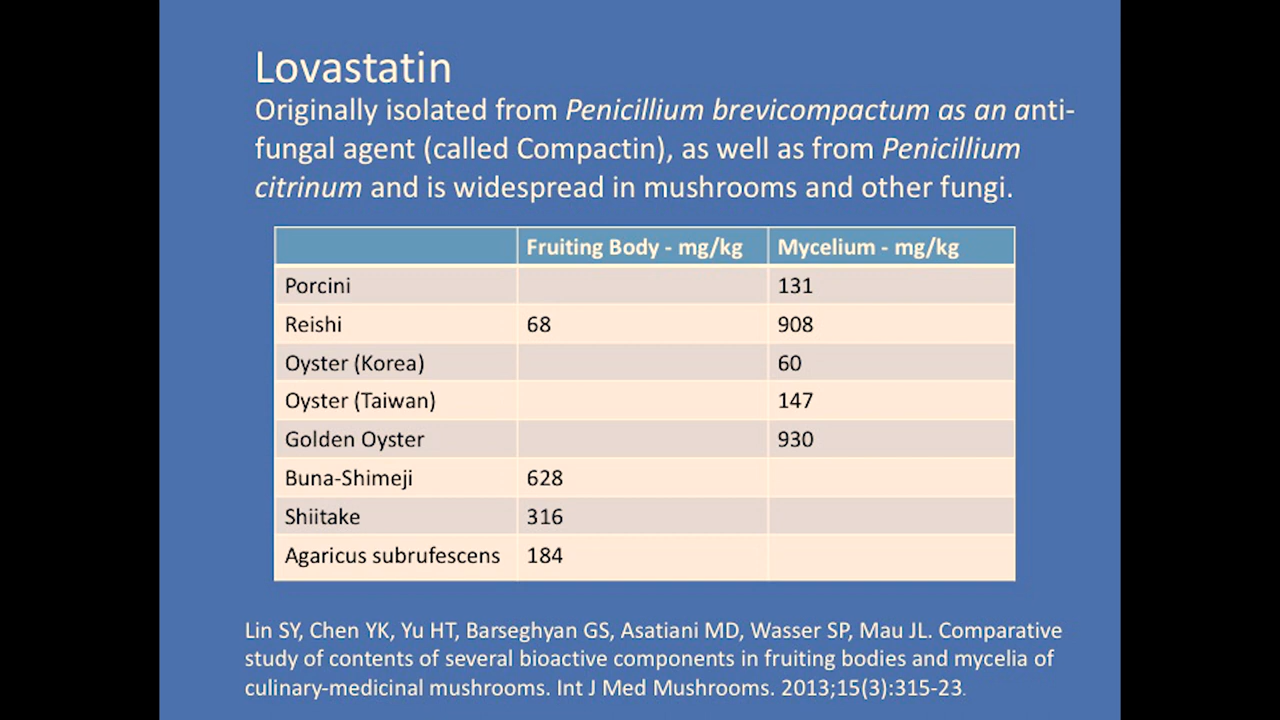 Lovastatin
Originally isolated from Penicillium brevicompactum as an anti-
fungal agent (called Compactin), as well as from Penicillium
citrinum and is widespread in mushrooms and other fungi.
Fruiting Body - mg/kg Mycelium - mg/kg
Porcini 131
Reishi 68 908
Oyster (Korea) 60
Oyster (Taiwan) 147
Golden Oyster 930
Buna-Shimeji 628
Shiitake 316
Agaricus subrufescens 184
Lin SY, Chen YK, Yu HT, Barseghyan GS, Asatiani MD, Wasser SP, Mau JL. Comparative
study of contents of several bioactive components in fruiting bodies and mycelia of
culinary-medicinal mushrooms. Int J Med Mushrooms. 2013;15(3):315-23.